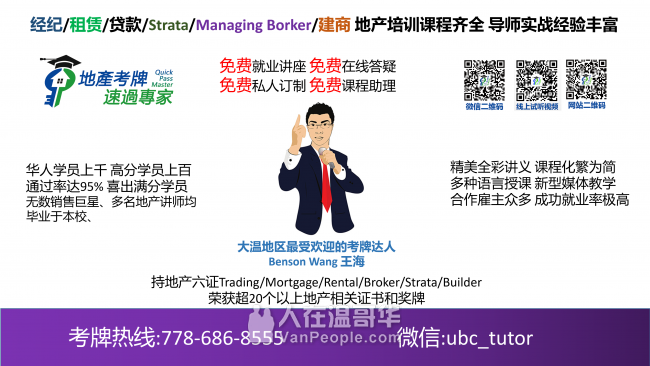 经纪/租赁/贷款/Strata/Managing Borker/建商 地产培训课程齐全 导师实战经验丰富
地產考牌 Quick Pass Master
速過專家
免费就业讲座 免费在线答疑
免费私人订制 免费课程助理
微信二维码 线上试听视频 网站二维码
华人学员上千 高分学员上百
通过率达95% 喜出满分学员
无数销售巨星、多名地产讲师均
毕业于本校、
精美全彩讲义 课程化繁为简
多种语言授课 新型媒体教学
合作雇主众多 成功就业率极高
大温地区最受欢迎的考牌达人
Benson Wang 王海
持地产六证Trading/Mortgage/Rental/Broker/Strata/Builder
荣获超20个以上地产相关证书和奖牌
考牌热线:778-686-8555 微信:ubc_tutor
人在温哥华
VanPeople.com